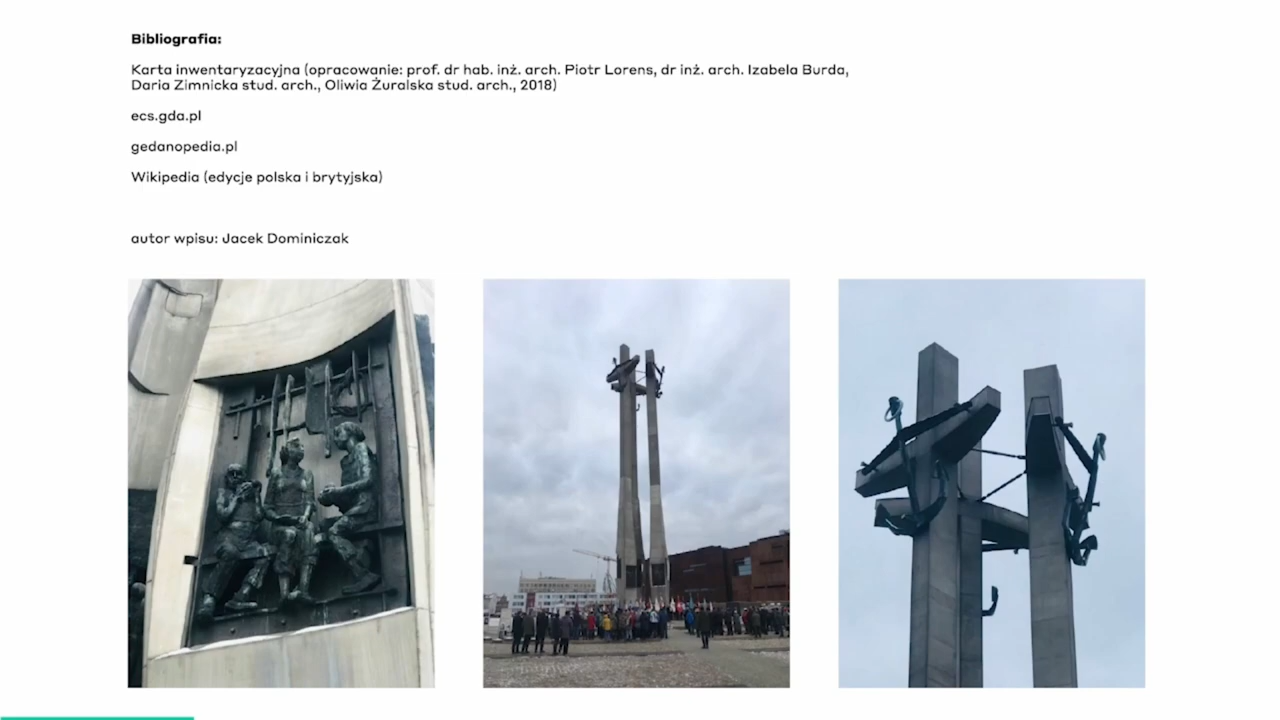 Bibliografia:
Karta inwentaryzacyjna (opracowanie: prof. dr hab. inż. arch. Piotr Lorens, dr inż. arch. Izabela Burda,
Daria Zimnicka stud. arch., Oliwia Żuralska stud. arch., 2018)
ecs.gda.pl
gedanopedia.pl
Wikipedia (edycje polska i brytyjska)
autor wpisu: Jacek Dominiczak